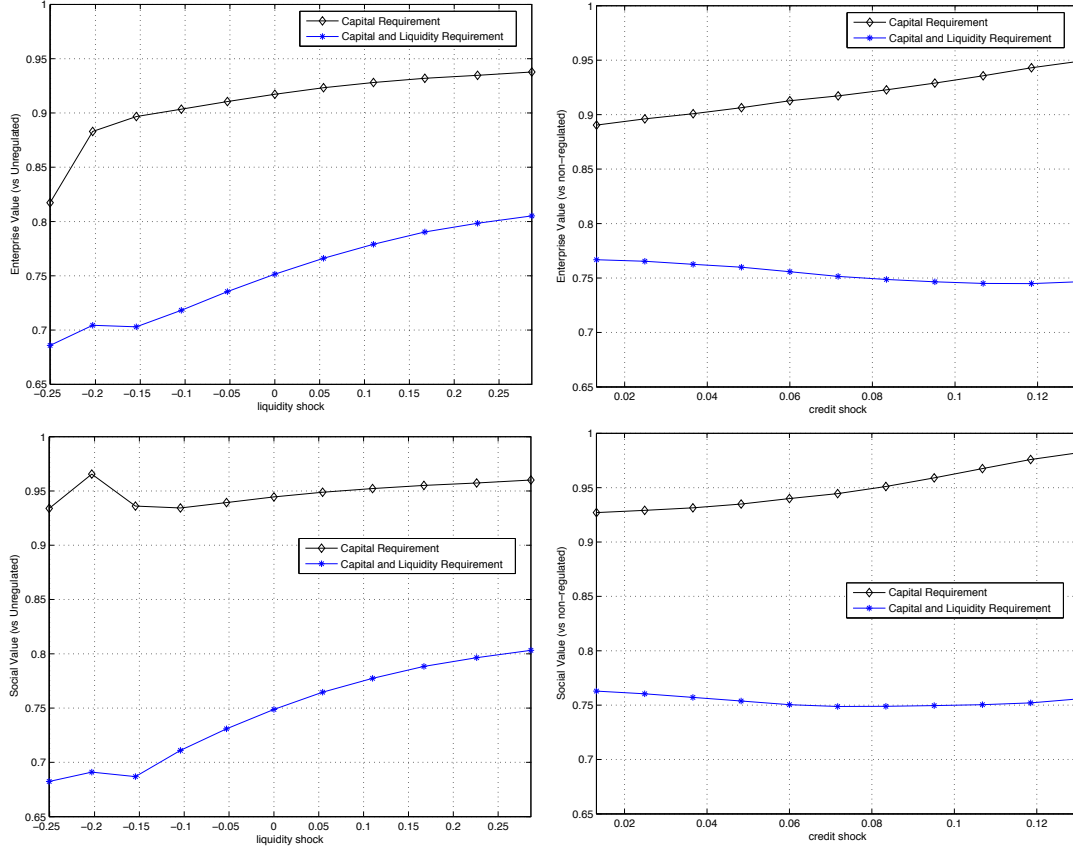 1
0.95
0.9
0.85
0.8
0.75
0.7
0.65
Enterprise Value (vs Unregulated)
Capital Requirement
Capital and Liquidity Requirement
−0.25 −0.2 −0.15 −0.1 −0.05 0 0.05 0.1 0.15 0.2 0.25
liquidity shock
1
0.95
0.9
0.85
0.8
0.75
0.7
0.65
Enterprise Value (vs non−regulated)
Capital Requirement
Capital and Liquidity Requirement
0.02 0.04 0.06 0.08 0.1 0.12
credit shock
1
0.95
0.9
0.85
0.8
0.75
0.7
0.65
Social Value (vs Unregulated)
Capital Requirement
Capital and Liquidity Requirement
−0.25 −0.2 −0.15 −0.1 −0.05 0 0.05 0.1 0.15 0.2 0.25
liquidity shock
1
0.95
0.9
0.85
0.8
0.75
0.7
0.65
Social Value (vs non−regulated)
Capital Requirement
Capital and Liquidity Requirement
0.02 0.04 0.06 0.08 0.1 0.12
credit shock